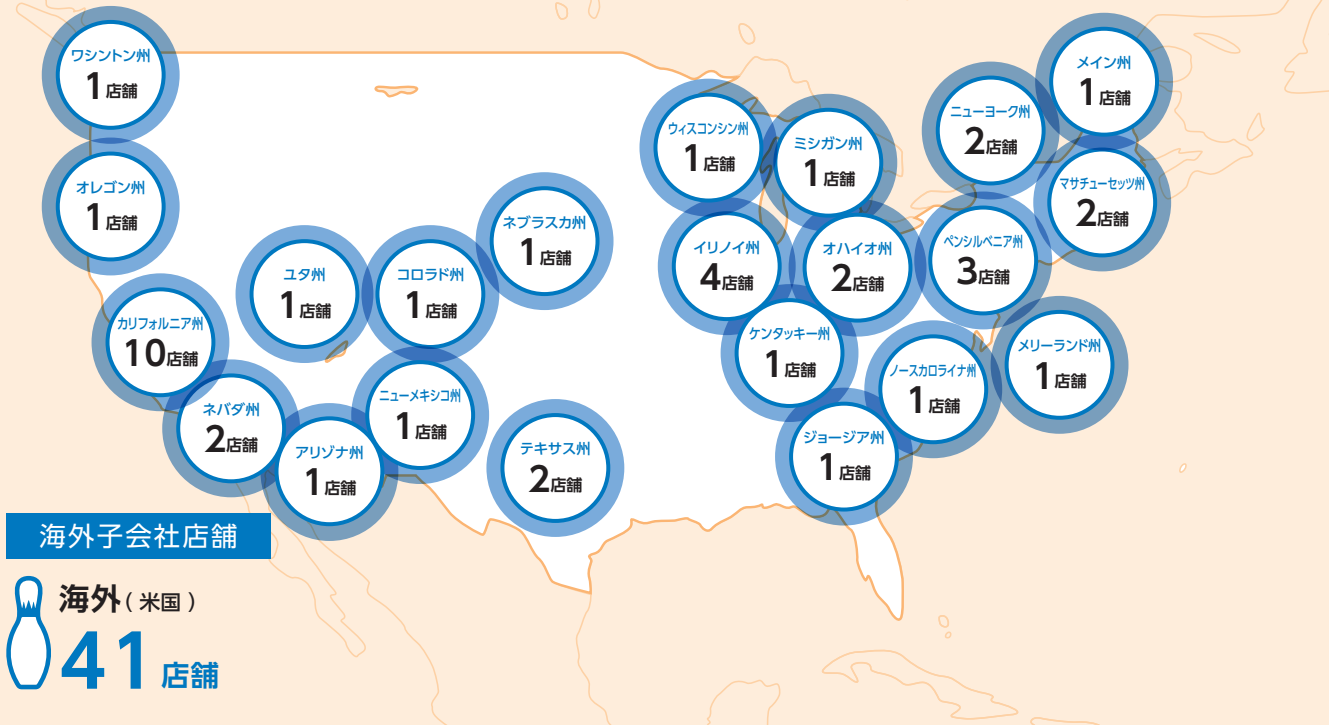 ワシントン州
1店舗
オレゴン州
1店舗
カリフォルニア州
10店舗
ネバダ州
2店舗
アリゾナ州
1店舗
ユタ州
1店舗
コロラド州
1店舗
ニューメキシコ州
1店舗
ネブラスカ州
1店舗
テキサス州
2店舗
ウィスコンシン州
1店舗
ミシガン州
1店舗
イリノイ州
4店舗
オハイオ州
2店舗
ケンタッキー州
1店舗
ジョージア州
1店舗
ノースカロライナ州
1店舗
メリーランド州
1店舗
ペンシルベニア州
3店舗
ニューヨーク州
2店舗
メイン州
1店舗
マサチューセッツ州
2店舗
海外子会社店舗
海外(米国)
41店舗